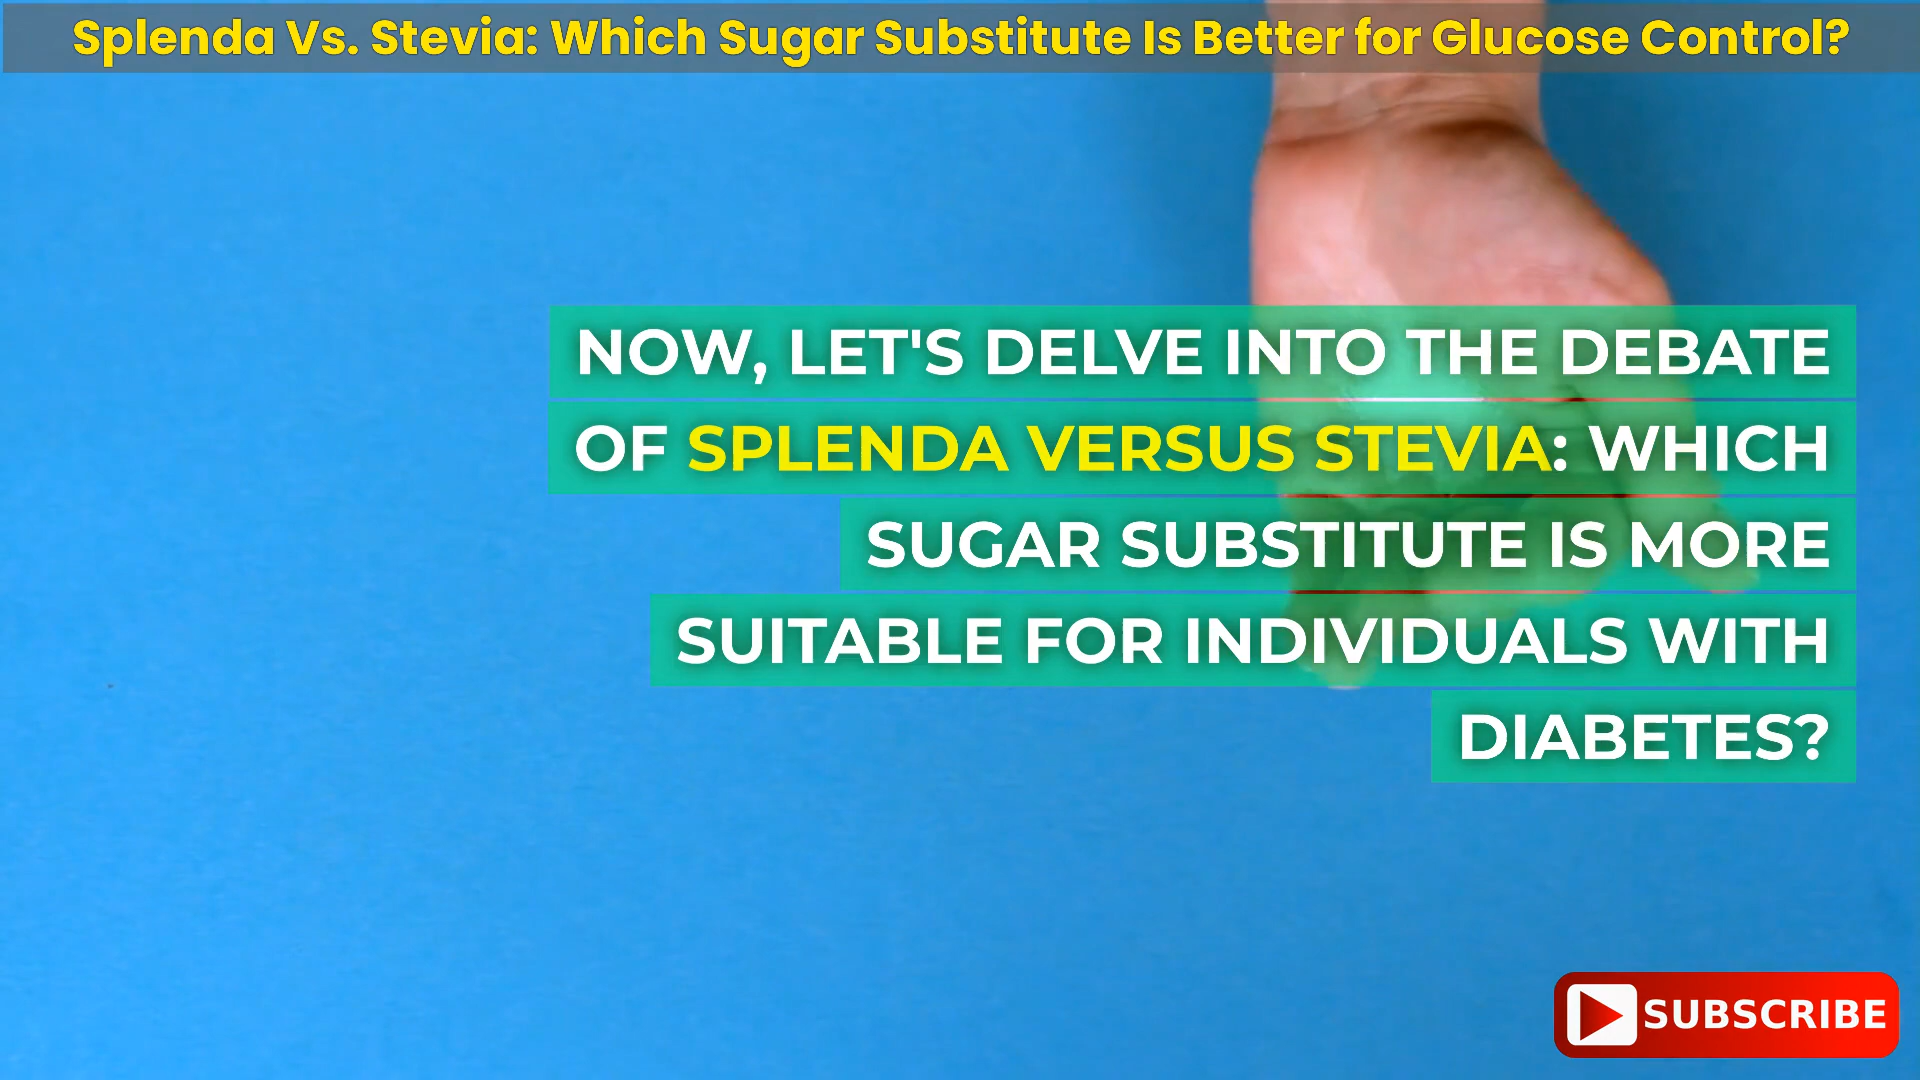 Splenda Vs. Stevia: Which Sugar Substitute Is Better for Glucose Control?
NOW, LET'S DELVE INTO THE DEBATE
OF SPLENDA VERSUS STEVIA: WHICH
SUGAR SUBSTITUTE IS MORE
SUITABLE FOR INDIVIDUALS WITH
DIABETES?
SUBSCRIBE